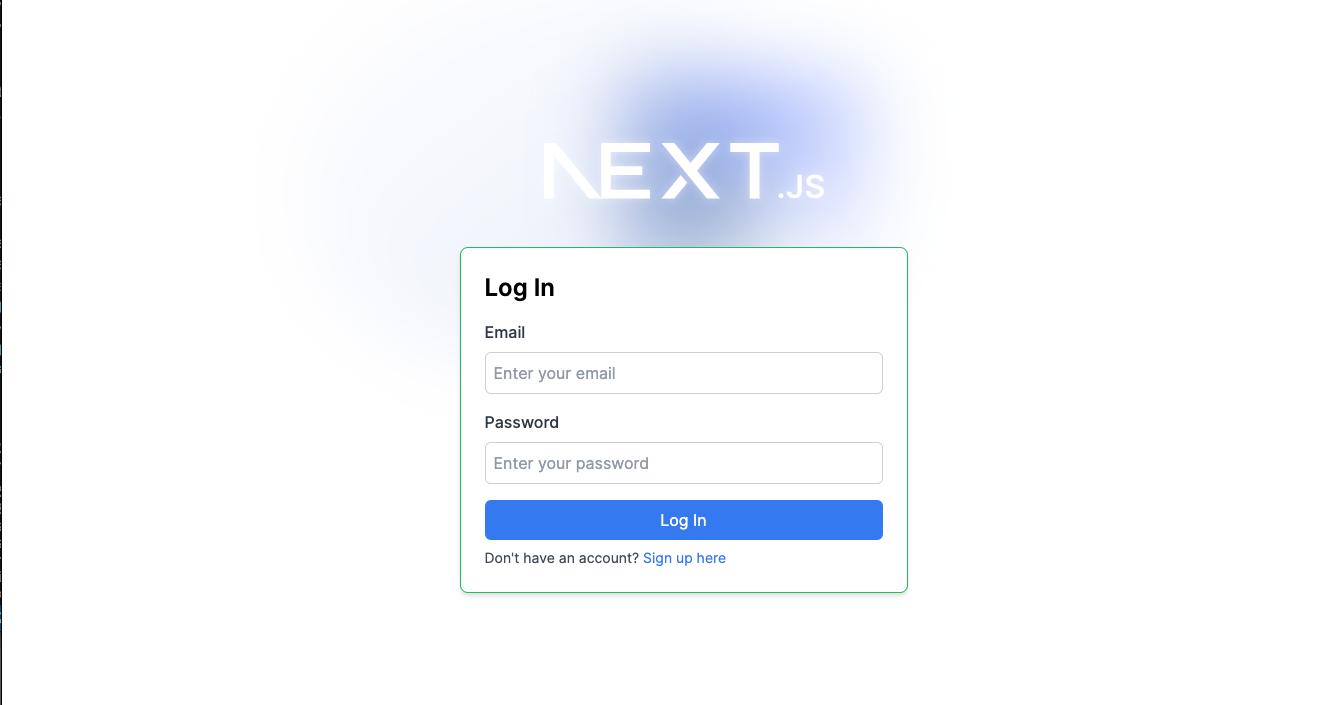 NEXT.JS
Log In
Email
Enter your email
Password
Enter your password
Log In
Don't have an account? Sign up here